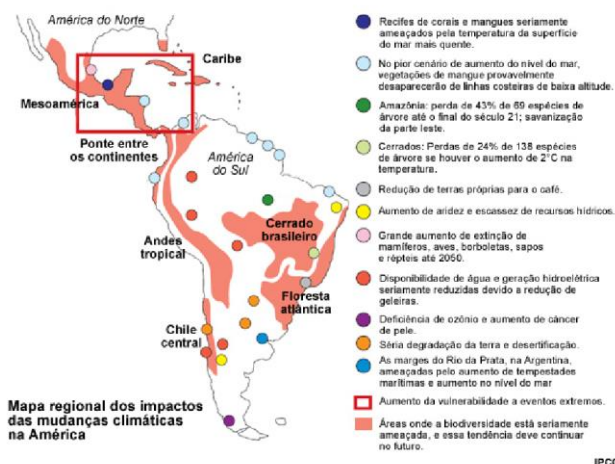 América do Norte
Caribe
Mesoamérica
Ponte entre
os continentes
América
do Sul
Cerrado
brasileiro
Andes
tropical
Floresta
atlântica
Chile
central
Mapa regional dos impactos
das mudanças climáticas
na América
Recifes de corais e mangues seriamente
ameaçados pela temperatura da superfície
do mar mais quente.
No pior cenário de aumento do nível do mar,
vegetações de mangue provavelmente
desaparecerão de linhas costeiras de baixa altitude.
Amazônia: perda de 43% de 69 espécies de
árvore até o final do século 21; savanização
da parte leste.
Cerrados: Perdas de 24% de 138 espécies
de árvore se houver o aumento de 2°C na
temperatura.
Redução de terras próprias para o café.
Aumento de aridez e escassez de recursos hídricos.
Grande aumento de extinção de
mamíferos, aves, borboletas, sapos
e répteis até 2050.
Disponibilidade de água e geração hidroelétrica
seriamente reduzidas devido a redução de
geleiras.
Deficiência de ozônio e aumento de câncer
de pele.
Séria degradação da terra e desertificação.
As marges do Rio da Prata, na Argentina,
ameaçadas pelo aumento de tempestades
marítimas e aumento no nível do mar
Aumento da vulnerabilidade a eventos extremos.
Áreas onde a biodiversidade está seriamente
ameaçada, e essa tendência deve continuar
no futuro.
IPCC